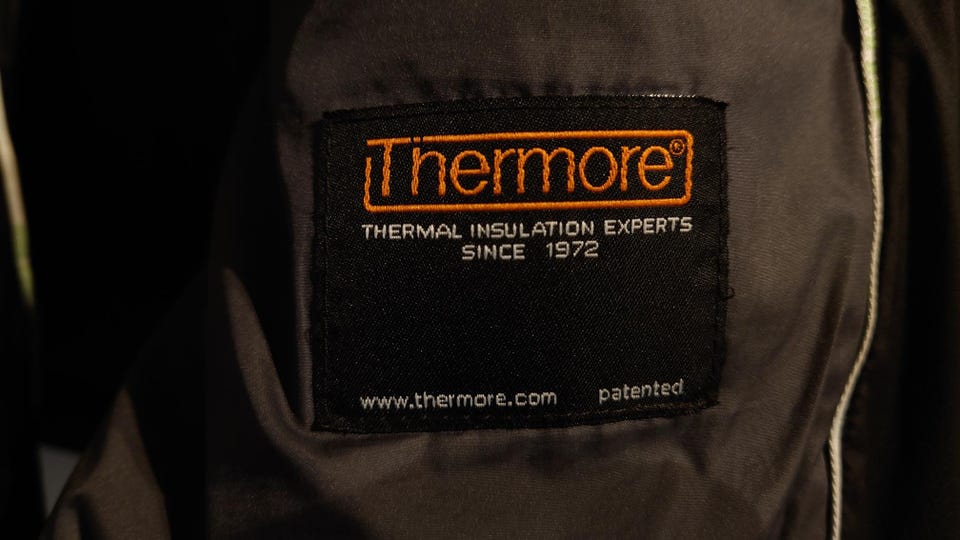 Thermore®
THERMAL INSULATION EXPERTS
SINCE 1972
www.thermore.com patented